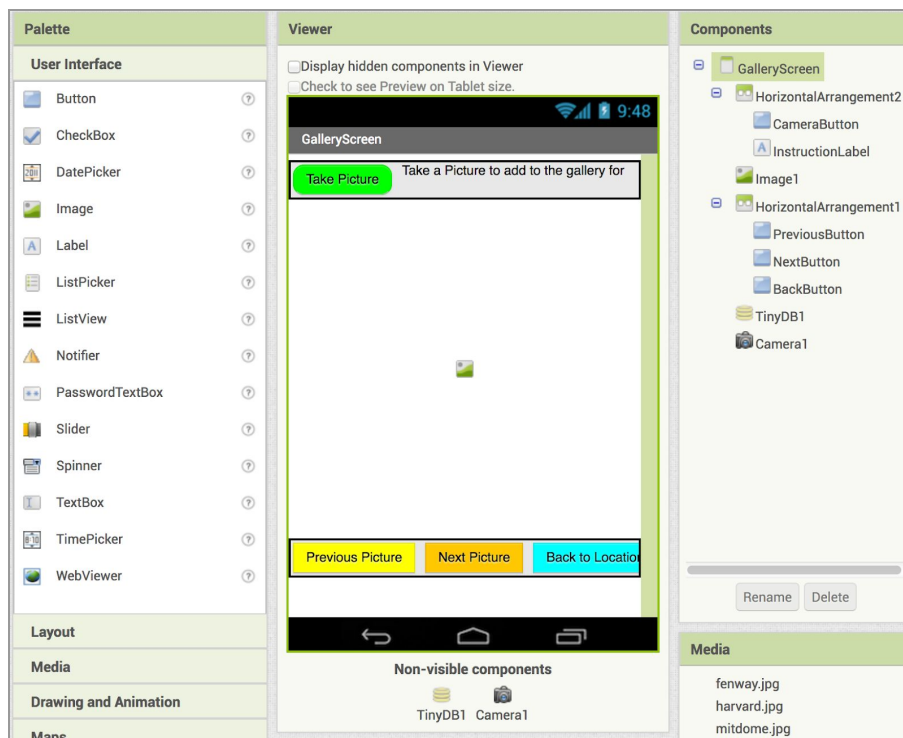 Palette
User Interface
Button
CheckBox
DatePicker
Image
Label
ListPicker
ListView
Notifier
PasswordTextBox
Slider
Spinner
TextBox
TimePicker
WebViewer
Layout
Media
Drawing and Animation
Maps
Viewer
Display hidden components in Viewer
Check to see Preview on Tablet size.
9:48
GalleryScreen
Take Picture
Take a Picture to add to the gallery for
Previous Picture
Next Picture
Back to Location
Non-visible components
TinyDB1 Camera1
Components
GalleryScreen
HorizontalArrangement2
CameraButton
InstructionLabel
Image1
HorizontalArrangement1
PreviousButton
NextButton
BackButton
TinyDB1
Camera1
Rename Delete
Media
fenway.jpg
harvard.jpg
mitdome.jpg